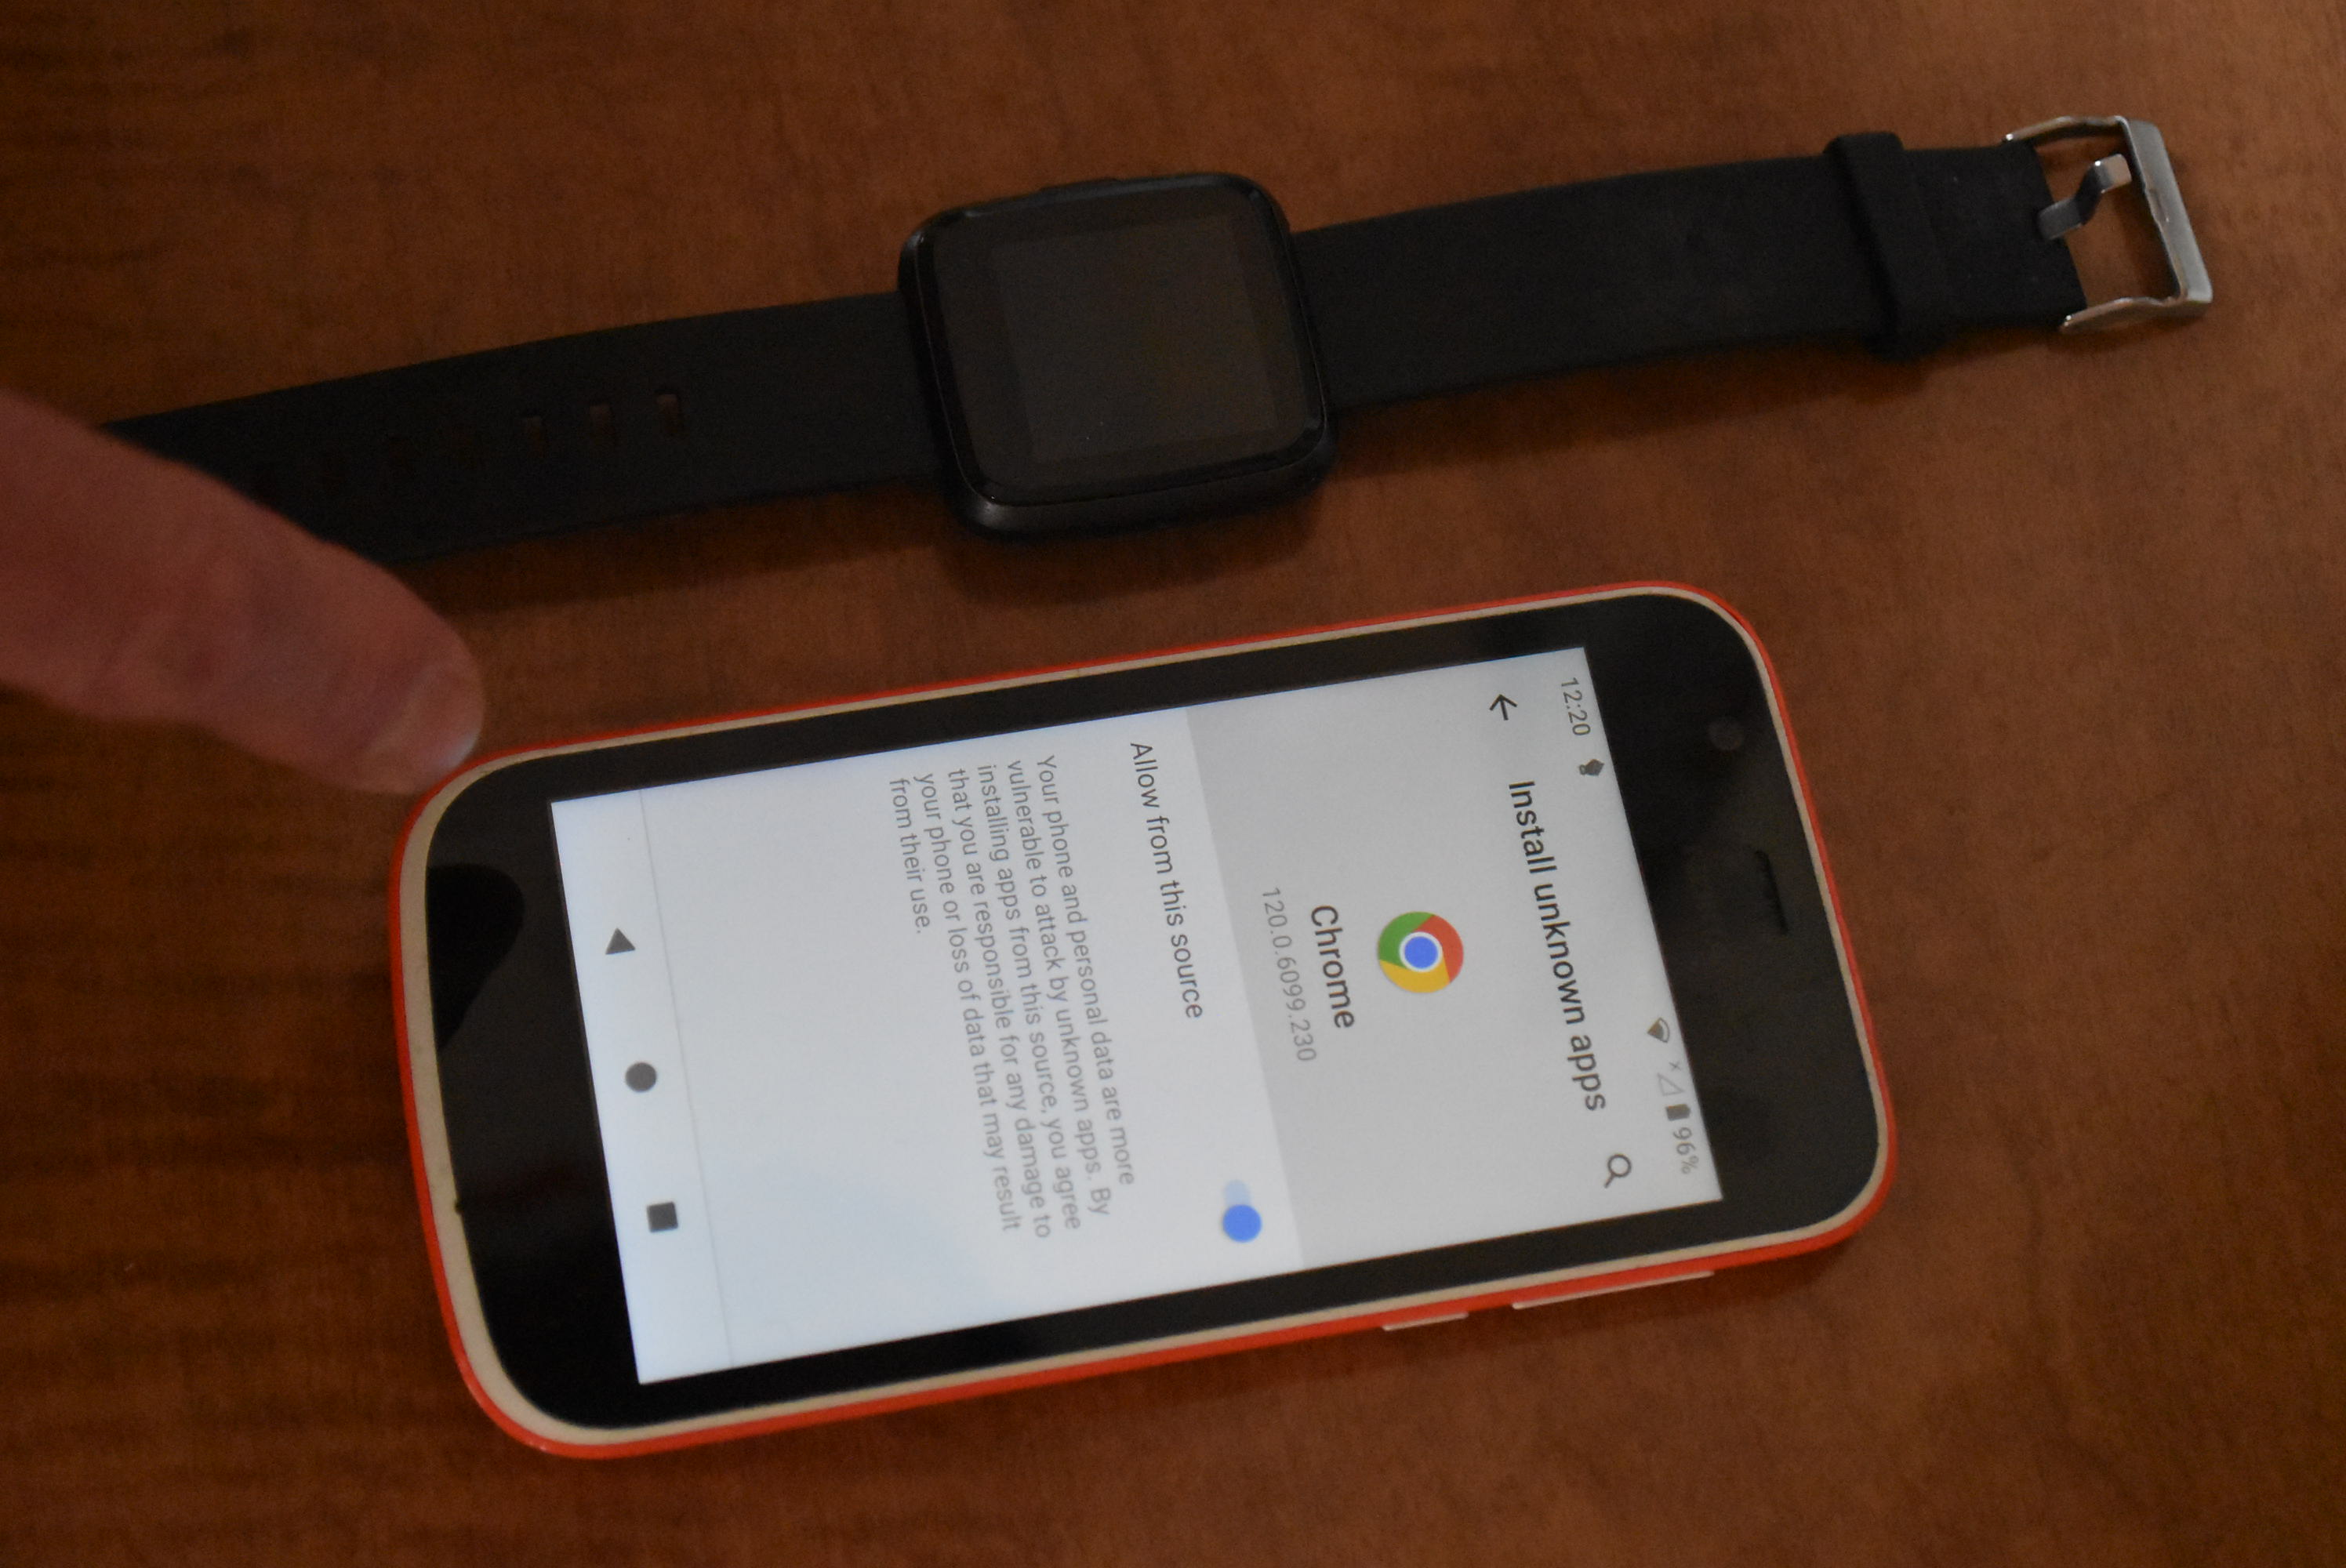 12:20
96%
Install unknown apps
Chrome
120.0.6099.230
Allow from this source
Your phone and personal data are more
vulnerable to attack by unknown apps. By
installing apps from this source, you agree
that you are responsible for any damage to
your phone or loss of data that may result
from their use.